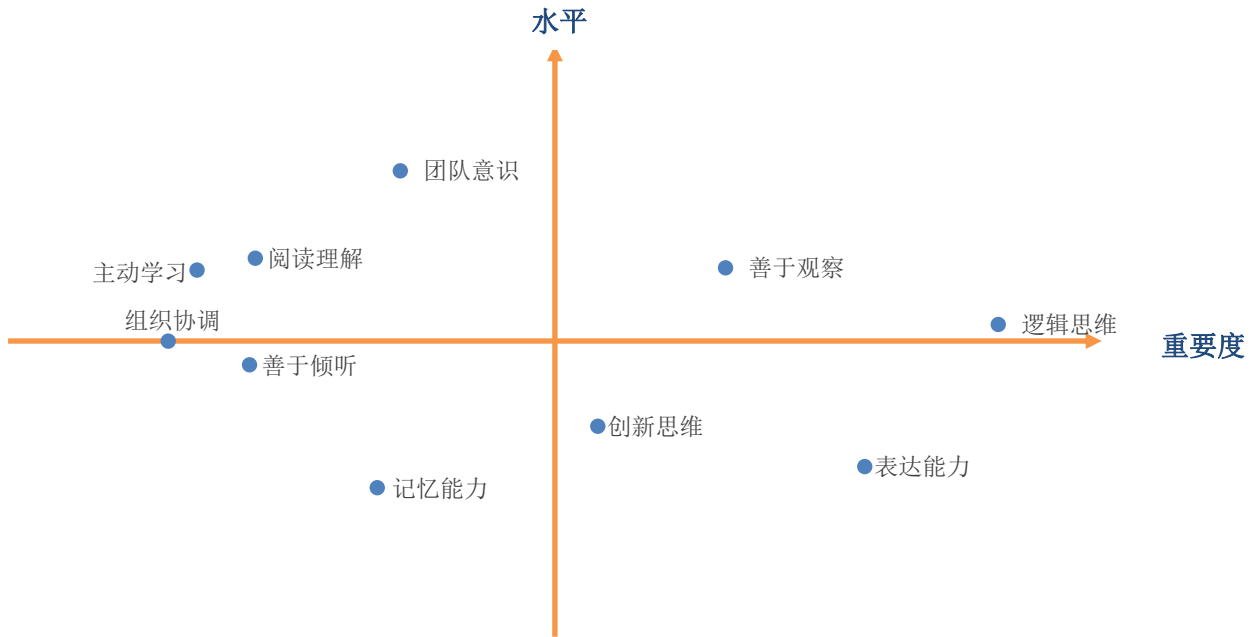 水平
团队意识
阅读理解
善于观察
主动学习
组织协调
逻辑思维
重要度
善于倾听
创新思维
表达能力
记忆能力